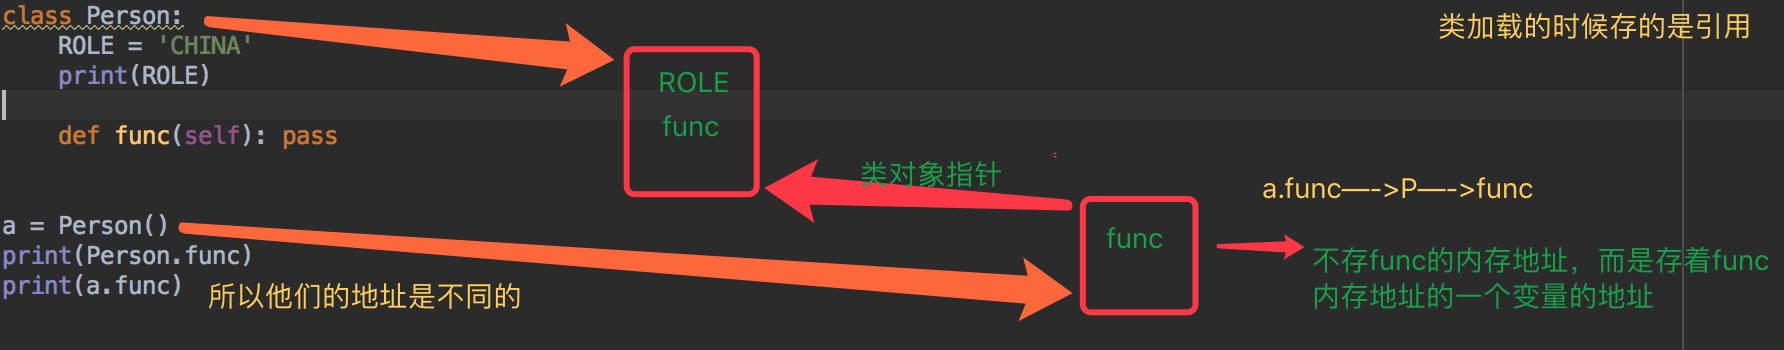 class Person:
类加载的时候存的是引用
ROLE = 'CHINA'
print(ROLE)
ROLE
func
def func(self): pass
类对象指针
a.func—->P—->func
a = Person()
func
print(Person.func)
不存func的内存地址，而是存着func
内存地址的一个变量的地址
print(a.func)
所以他们的地址是不同的